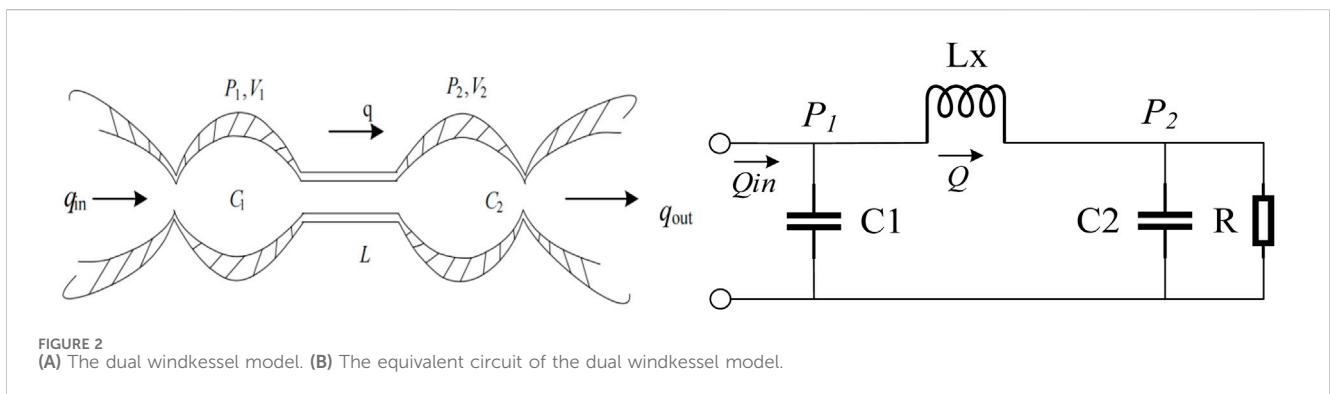 P₁,V₁
P₂,V₂
q
qin
C₁
C₂
qout
L
Lx
P₁
P₂
Qin
Q
C1
C2
R
FIGURE 2
(A) The dual windkessel model. (B) The equivalent circuit of the dual windkessel model.